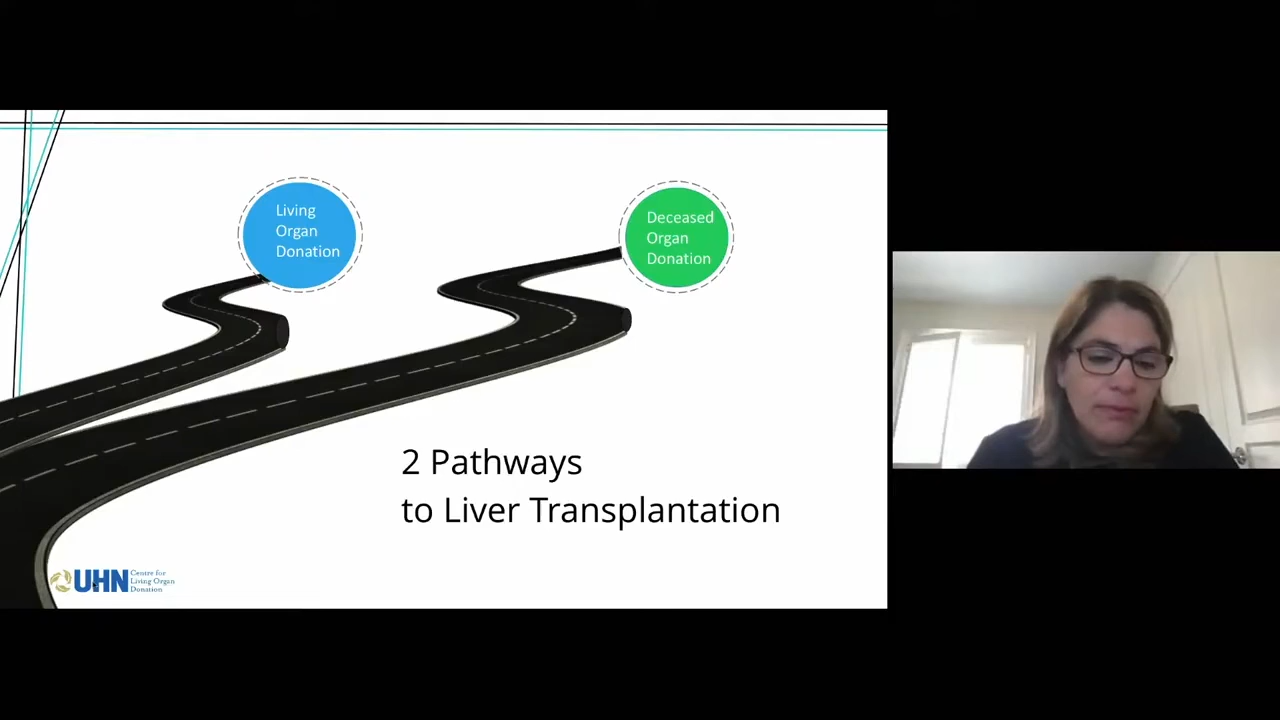 Living
Organ
Donation
Deceased
Organ
Donation
2 Pathways
to Liver Transplantation
UHN
Centre for
Living Organ
Donation